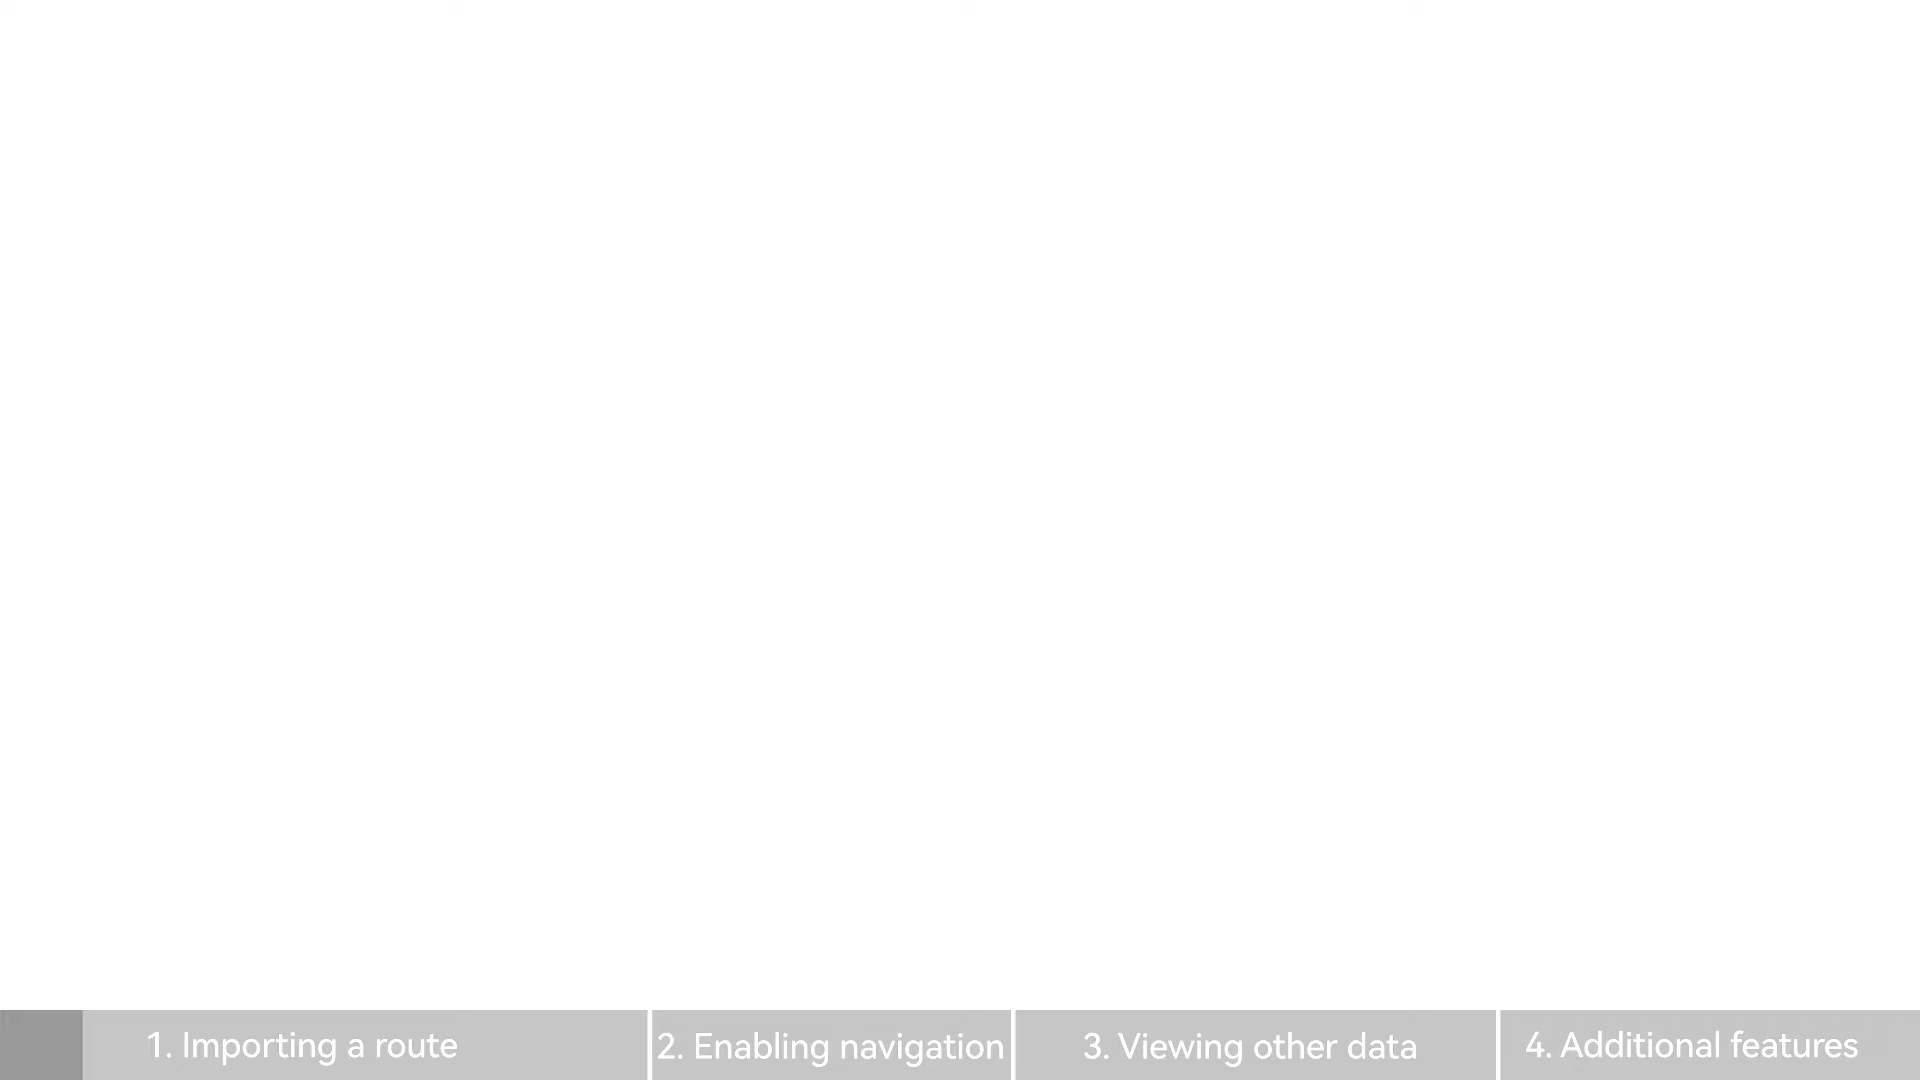 1. Importing a route
2. Enabling navigation
3. Viewing other data
4. Additional features